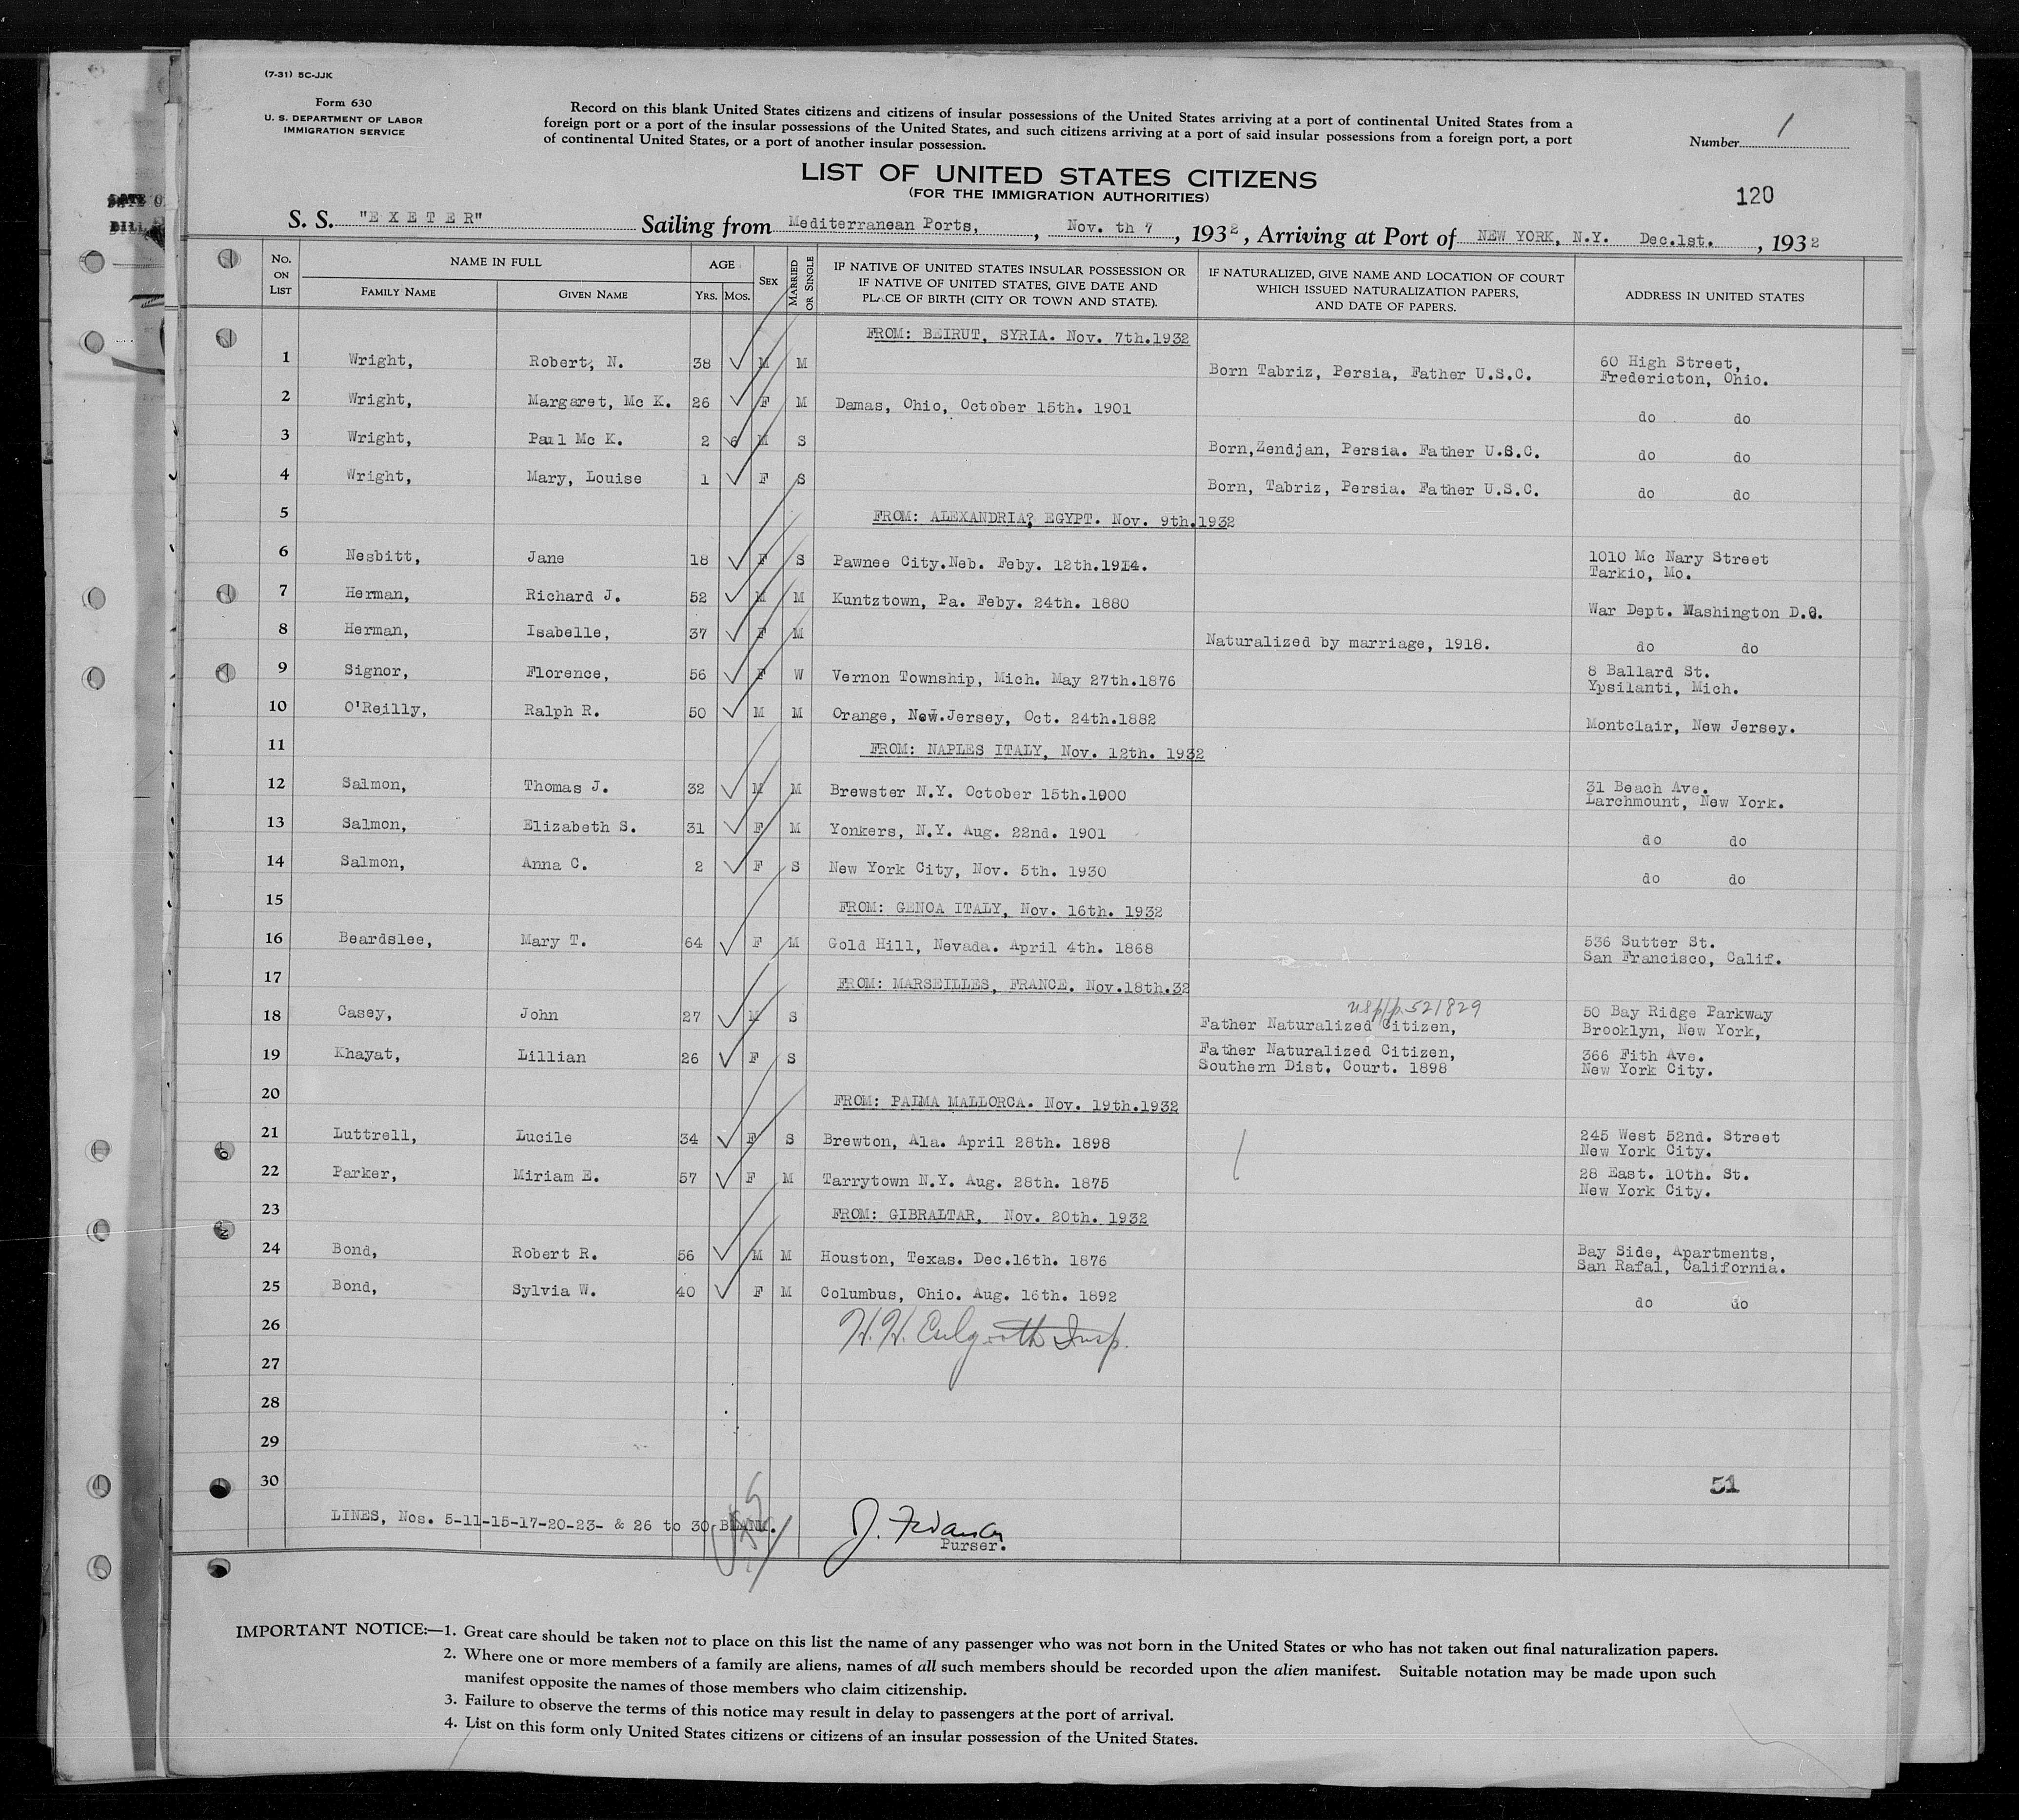 (7-31) 5C-JJK
Form 630
U. S. DEPARTMENT OF LABOR
IMMIGRATION SERVICE
Record on this blank United States citizens and citizens of insular possessions of the United States arriving at a port of continental United States from a
foreign port or a port of the insular possessions of the United States, and such citizens arriving at a port of said insular possessions from a foreign port, a port
of continental United States, or a port of another insular possession.
Number 1
LIST OF UNITED STATES CITIZENS
(FOR THE IMMIGRATION AUTHORITIES)
120
S. S. "E X E T E R" Sailing from Mediterranean Ports, , Nov. th 7 , 1932 , Arriving at Port of NEW YORK, N.Y. Dec.1st. , 1932
No. ON LIST NAME IN FULL FAMILY NAME GIVEN NAME AGE YRS. MOS. SEX MARRIED OR SINGLE IF NATIVE OF UNITED STATES INSULAR POSSESSION OR IF NATIVE OF UNITED STATES, GIVE DATE AND PLACE OF BIRTH (CITY OR TOWN AND STATE). IF NATURALIZED, GIVE NAME AND LOCATION OF COURT WHICH ISSUED NATURALIZATION PAPERS, AND DATE OF PAPERS. ADDRESS IN UNITED STATES
FROM: BEIRUT, SYRIA. Nov. 7th.1932
1 Wright, Robert, N. 38 M M Born Tabriz, Persia, Father U.S.C. 60 High Street,
Fredericton, Ohio.
2 Wright, Margaret, Mc K. 26 F M Damas, Ohio, October 15th. 1901 do do
3 Wright, Paul Mc K. 2 6 M S Born,Zendjan, Persia. Father U.S.C. do do
4 Wright, Mary, Louise 1 F S Born, Tabriz, Persia. Father U.S.C. do do
5 FROM: ALEXANDRIA? EGYPT. Nov. 9th.1932
6 Nesbitt, Jane 18 F S Pawnee City.Neb. Feby. 12th.1914. 1010 Mc Nary Street
Tarkio, Mo.
7 Herman, Richard J. 52 M M Kuntztown, Pa. Feby. 24th. 1880 War Dept. Washington D.C.
8 Herman, Isabelle, 37 F M Naturalized by marriage, 1918. do do
9 Signor, Florence, 56 F W Vernon Township, Mich. May 27th.1876 8 Ballard St.
Ypsilanti, Mich.
10 O'Reilly, Ralph R. 50 M M Orange, New.Jersey, Oct. 24th.1882 Montclair, New Jersey.
11 FROM: NAPLES ITALY, Nov. 12th. 1932
12 Salmon, Thomas J. 32 M M Brewster N.Y. October 15th.1900 31 Beach Ave.
Larchmount, New York.
13 Salmon, Elizabeth S. 31 F M Yonkers, N.Y. Aug. 22nd. 1901 do do
14 Salmon, Anna C. 2 F S New York City, Nov. 5th. 1930 do do
15 FROM: GENOA ITALY, Nov. 16th. 1932
16 Beardslee, Mary T. 64 F M Gold Hill, Nevada. April 4th. 1868 536 Sutter St.
San Francisco, Calif.
17 FROM: MARSEILLES, FRANCE. Nov.18th.32
521829
18 Casey, John 27 M S Father Naturalized Citizen, 50 Bay Ridge Parkway
Brooklyn, New York,
19 Khayat, Lillian 26 F S Father Naturalized Citizen, 366 Fith Ave.
Southern Dist. Court. 1898 New York City.
20 FROM: PALMA MALLORCA. Nov. 19th.1932
21 Luttrell, Lucile 34 F S Brewton, Ala. April 28th. 1898 245 West 52nd. Street
New York City.
22 Parker, Miriam E. 57 F M Tarrytown N.Y. Aug. 28th. 1875 28 East. 10th. St.
New York City.
23 FROM: GIBRALTAR, Nov. 20th. 1932
24 Bond, Robert R. 56 M M Houston, Texas. Dec.16th. 1876 Bay Side, Apartments,
San Rafal, California.
25 Bond, Sylvia W. 40 F M Columbus, Ohio. Aug. 16th. 1892 do do
26 H. H. Insp.
27
28
29
30
51
LINES, Nos. 5-11-15-17-20-23- & 26 to 30 BLANK.
Purser.
IMPORTANT NOTICE:—1. Great care should be taken not to place on this list the name of any passenger who was not born in the United States or who has not taken out final naturalization papers.
2. Where one or more members of a family are aliens, names of all such members should be recorded upon the alien manifest. Suitable notation may be made upon such
manifest opposite the names of those members who claim citizenship.
3. Failure to observe the terms of this notice may result in delay to passengers at the port of arrival.
4. List on this form only United States citizens or citizens of an insular possession of the United States.